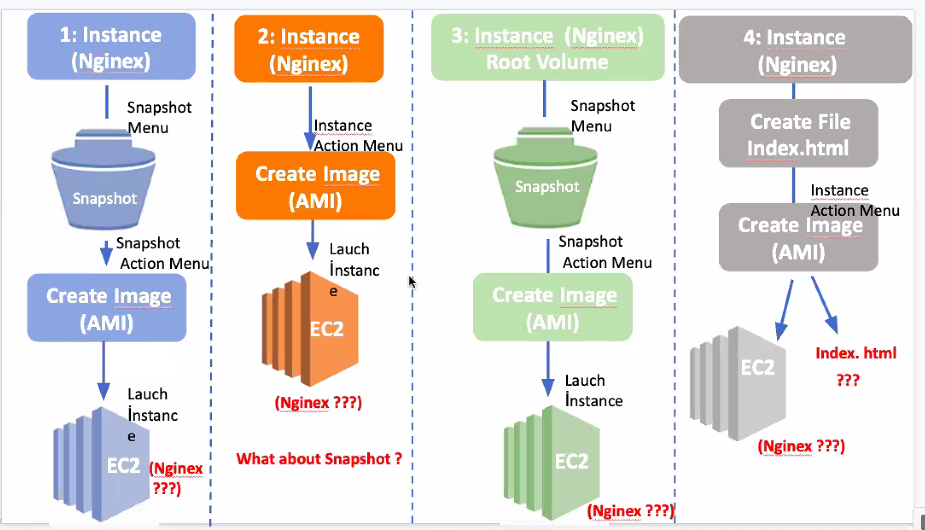 1: Instance
(Nginex)
Snapshot
Menu
Snapshot
Snapshot
Action Menu
Create Image
(AMI)
Lauch
İnstanc
e
EC2
(Nginex
???)
2: Instance
(Nginex)
Instance
Action Menu
Create Image
(AMI)
Lauch
İnstanc
e
EC2
(Nginex ???)
What about Snapshot ?
3: Instance (Nginex)
Root Volume
Snapshot
Menu
Snapshot
Snapshot
Action Menu
Create Image
(AMI)
Lauch
İnstance
EC2
(Nginex ???)
4: Instance
(Nginex)
Create File
Index.html
Instance
Action Menu
Create Image
(AMI)
Index. html
???
EC2
(Nginex ???)